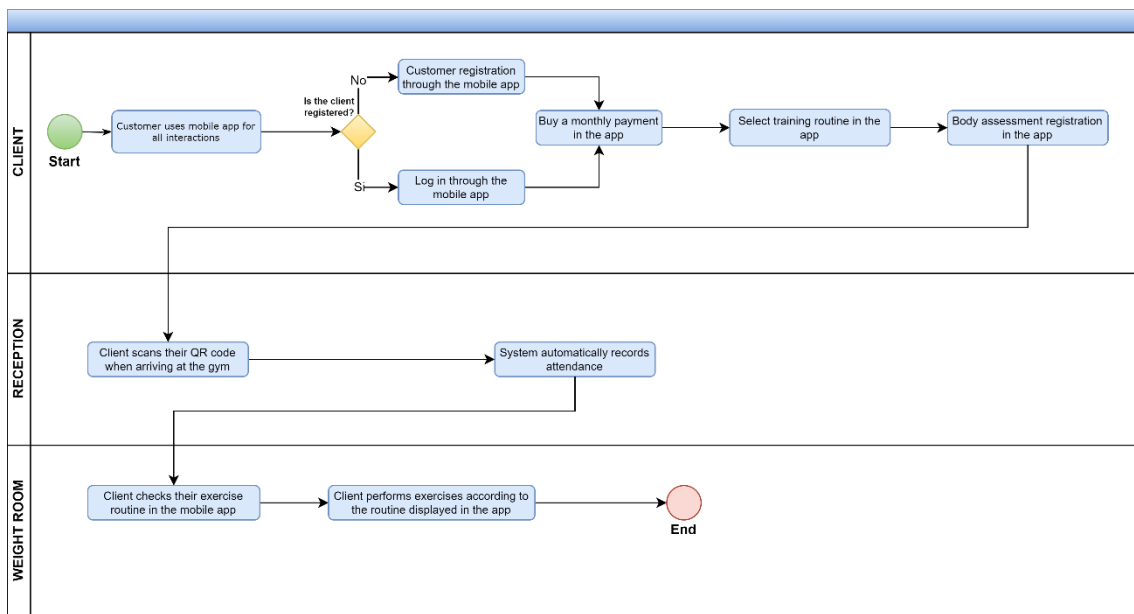 CLIENT
Start
Customer uses mobile app for
all interactions
Is the client
registered?
No
Si
Customer registration
through the mobile app
Log in through the
mobile app
Buy a monthly payment
in the app
Select training routine in the
app
Body assessment registration
in the app
RECEPTION
Client scans their QR code
when arriving at the gym
System automatically records
attendance
WEIGHT ROOM
Client checks their exercise
routine in the mobile app
Client performs exercises according to
the routine displayed in the app
End